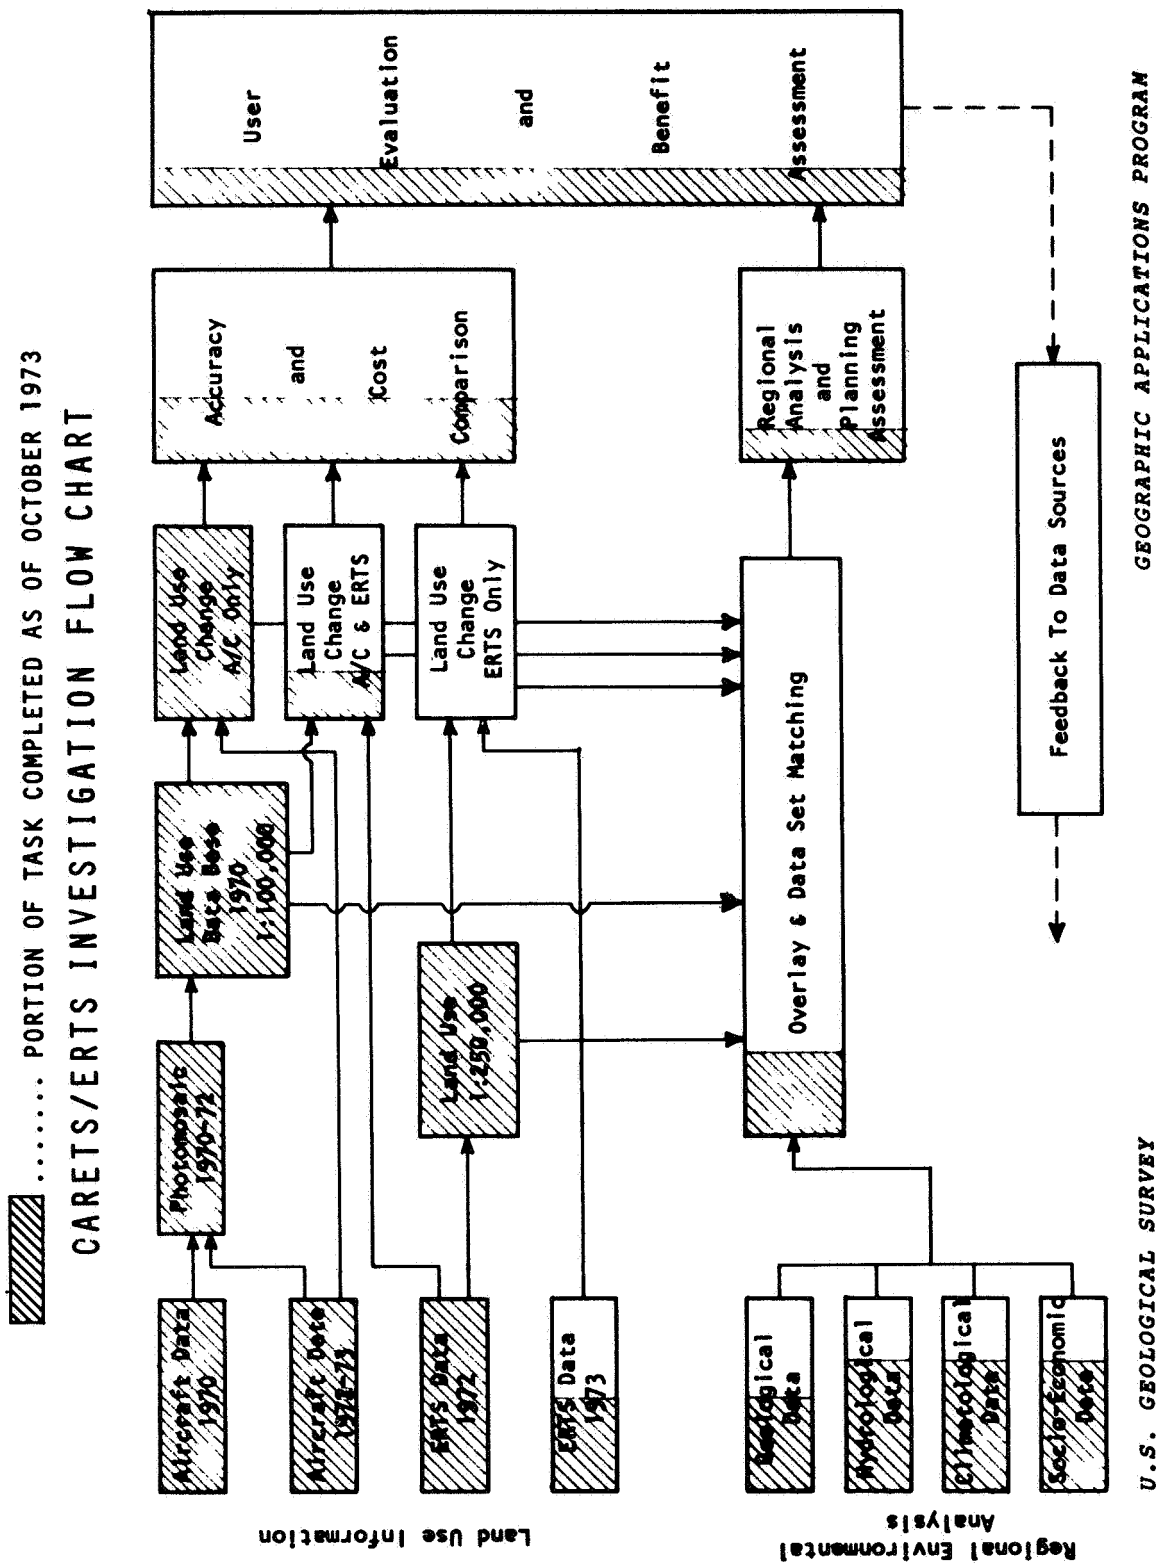 ....... PORTION OF TASK COMPLETED AS OF OCTOBER 1973
CARETS/ERTS INVESTIGATION FLOW CHART
Land Use Information
Aircraft Data
1970
Aircraft Data
1972-73
ERTS Data
1972
ERTS Data
1973
Photomosaic
1970-72
Land Use
Data Base
1970
1:100,000
Land Use
1:250,000
Land Use
Change
A/C Only
Land Use
Change
A/C & ERTS
Land Use
Change
ERTS Only
Accuracy
and
Cost
Comparison
User
Evaluation
and
Benefit
Assessment
Regional Environmental
Analysis
Geological
Data
Hydrological
Data
Climatological
Data
Socio-Economic
Data
Overlay & Data Set Matching
Regional
Analysis
and
Planning
Assessment
Feedback To Data Sources
U.S. GEOLOGICAL SURVEY
GEOGRAPHIC APPLICATIONS PROGRAM